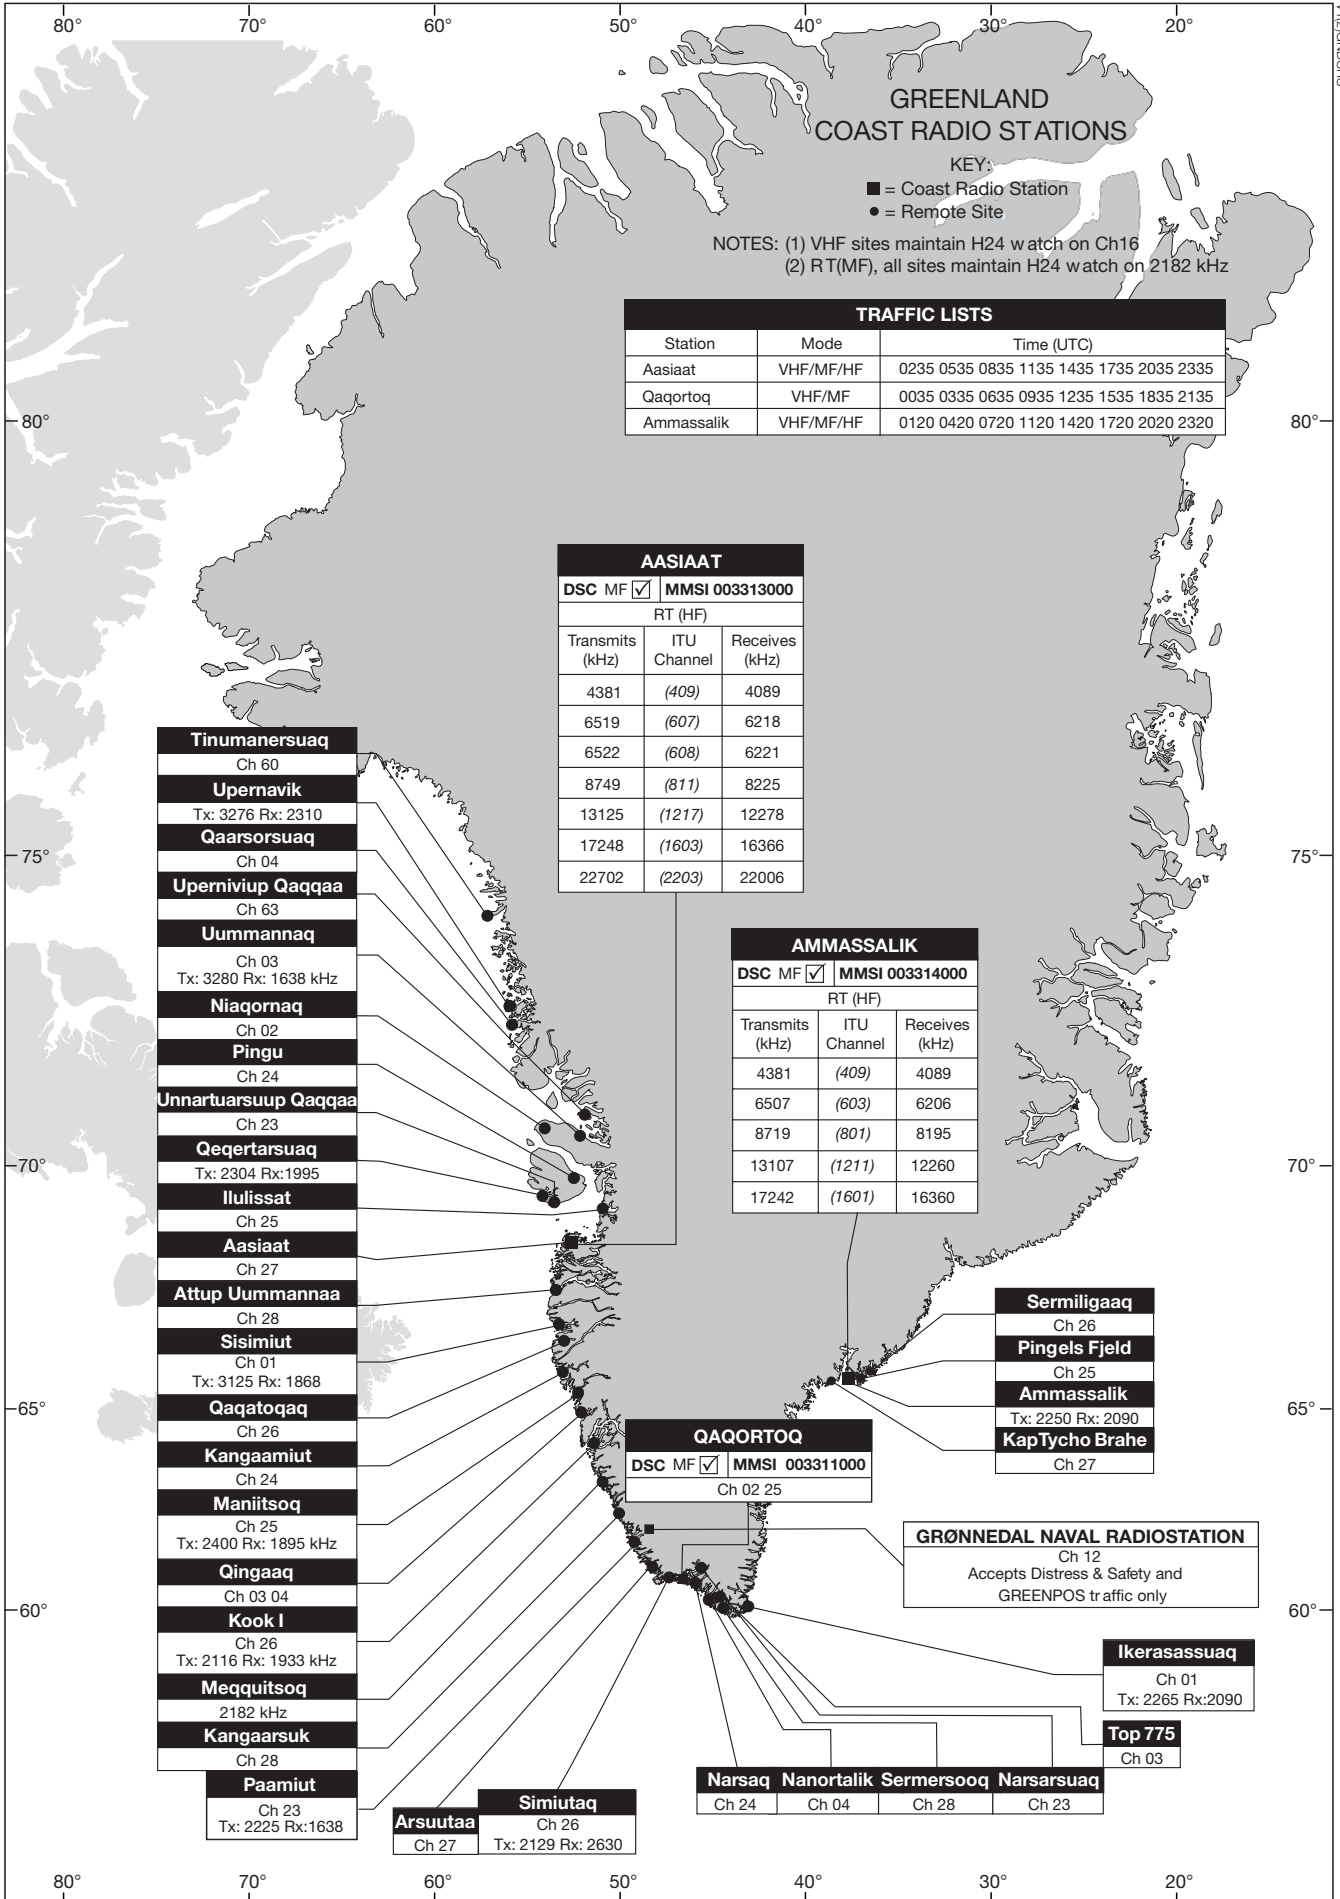 80° 70° 60° 50° 40° 30° 20°
GREENLAND
COAST RADIO STATIONS
KEY:
■ = Coast Radio Station
● = Remote Site
NOTES: (1) VHF sites maintain H24 watch on Ch16
(2) RT(MF), all sites maintain H24 watch on 2182 kHz
TRAFFIC LISTS
Station Mode Time (UTC)
Aasiaat VHF/MF/HF 0235 0535 0835 1135 1435 1735 2035 2335
Qaqortoq VHF/MF 0035 0335 0635 0935 1235 1535 1835 2135
Ammassalik VHF/MF/HF 0120 0420 0720 1120 1420 1720 2020 2320
80° 80°
AASIAAT
DSC MF ☑ MMSI 003313000
RT (HF)
Transmits ITU Receives
(kHz) Channel (kHz)
4381 (409) 4089
6519 (607) 6218
6522 (608) 6221
8749 (811) 8225
13125 (1217) 12278
17248 (1603) 16366
22702 (2203) 22006
75° 75°
AMMASSALIK
DSC MF ☑ MMSI 003314000
RT (HF)
Transmits ITU Receives
(kHz) Channel (kHz)
4381 (409) 4089
6507 (603) 6206
8719 (801) 8195
13107 (1211) 12260
17242 (1601) 16360
Tinumanersuaq
Ch 60
Upernavik
Tx: 3276 Rx: 2310
Qaarsorsuaq
Ch 04
Uperniviup Qaqqaa
Ch 63
Uummannaq
Ch 03
Tx: 3280 Rx: 1638 kHz
Niaqornaq
Ch 02
Pingu
Ch 24
Unnartuarsuup Qaqqaa
Ch 23
Qeqertarsuaq
Tx: 2304 Rx:1995
Ilulissat
Ch 25
Aasiaat
Ch 27
Attup Uummannaa
Ch 28
Sisimiut
Ch 01
Tx: 3125 Rx: 1868
Qaqatoqaq
Ch 26
Kangaamiut
Ch 24
Maniitsoq
Ch 25
Tx: 2400 Rx: 1895 kHz
Qingaaq
Ch 03 04
Kook I
Ch 26
Tx: 2116 Rx: 1933 kHz
Meqquitsoq
2182 kHz
Kangaarsuk
Ch 28
Paamiut
Ch 23
Tx: 2225 Rx:1638
70° 70°
Sermiligaaq
Ch 26
Pingels Fjeld
Ch 25
Ammassalik
Tx: 2250 Rx: 2090
KapTycho Brahe
Ch 27
65° 65°
QAQORTOQ
DSC MF ☑ MMSI 003311000
Ch 02 25
GRØNNEDAL NAVAL RADIOSTATION
Ch 12
Accepts Distress & Safety and
GREENPOS traffic only
60° 60°
Ikerasassuaq
Ch 01
Tx: 2265 Rx:2090
Top 775
Ch 03
Arsuutaa
Ch 27
Simiutaq
Ch 26
Tx: 2129 Rx: 2630
Narsaq Nanortalik Sermersooq Narsarsuaq
Ch 24 Ch 04 Ch 28 Ch 23
80° 70° 60° 50° 40° 30° 20°